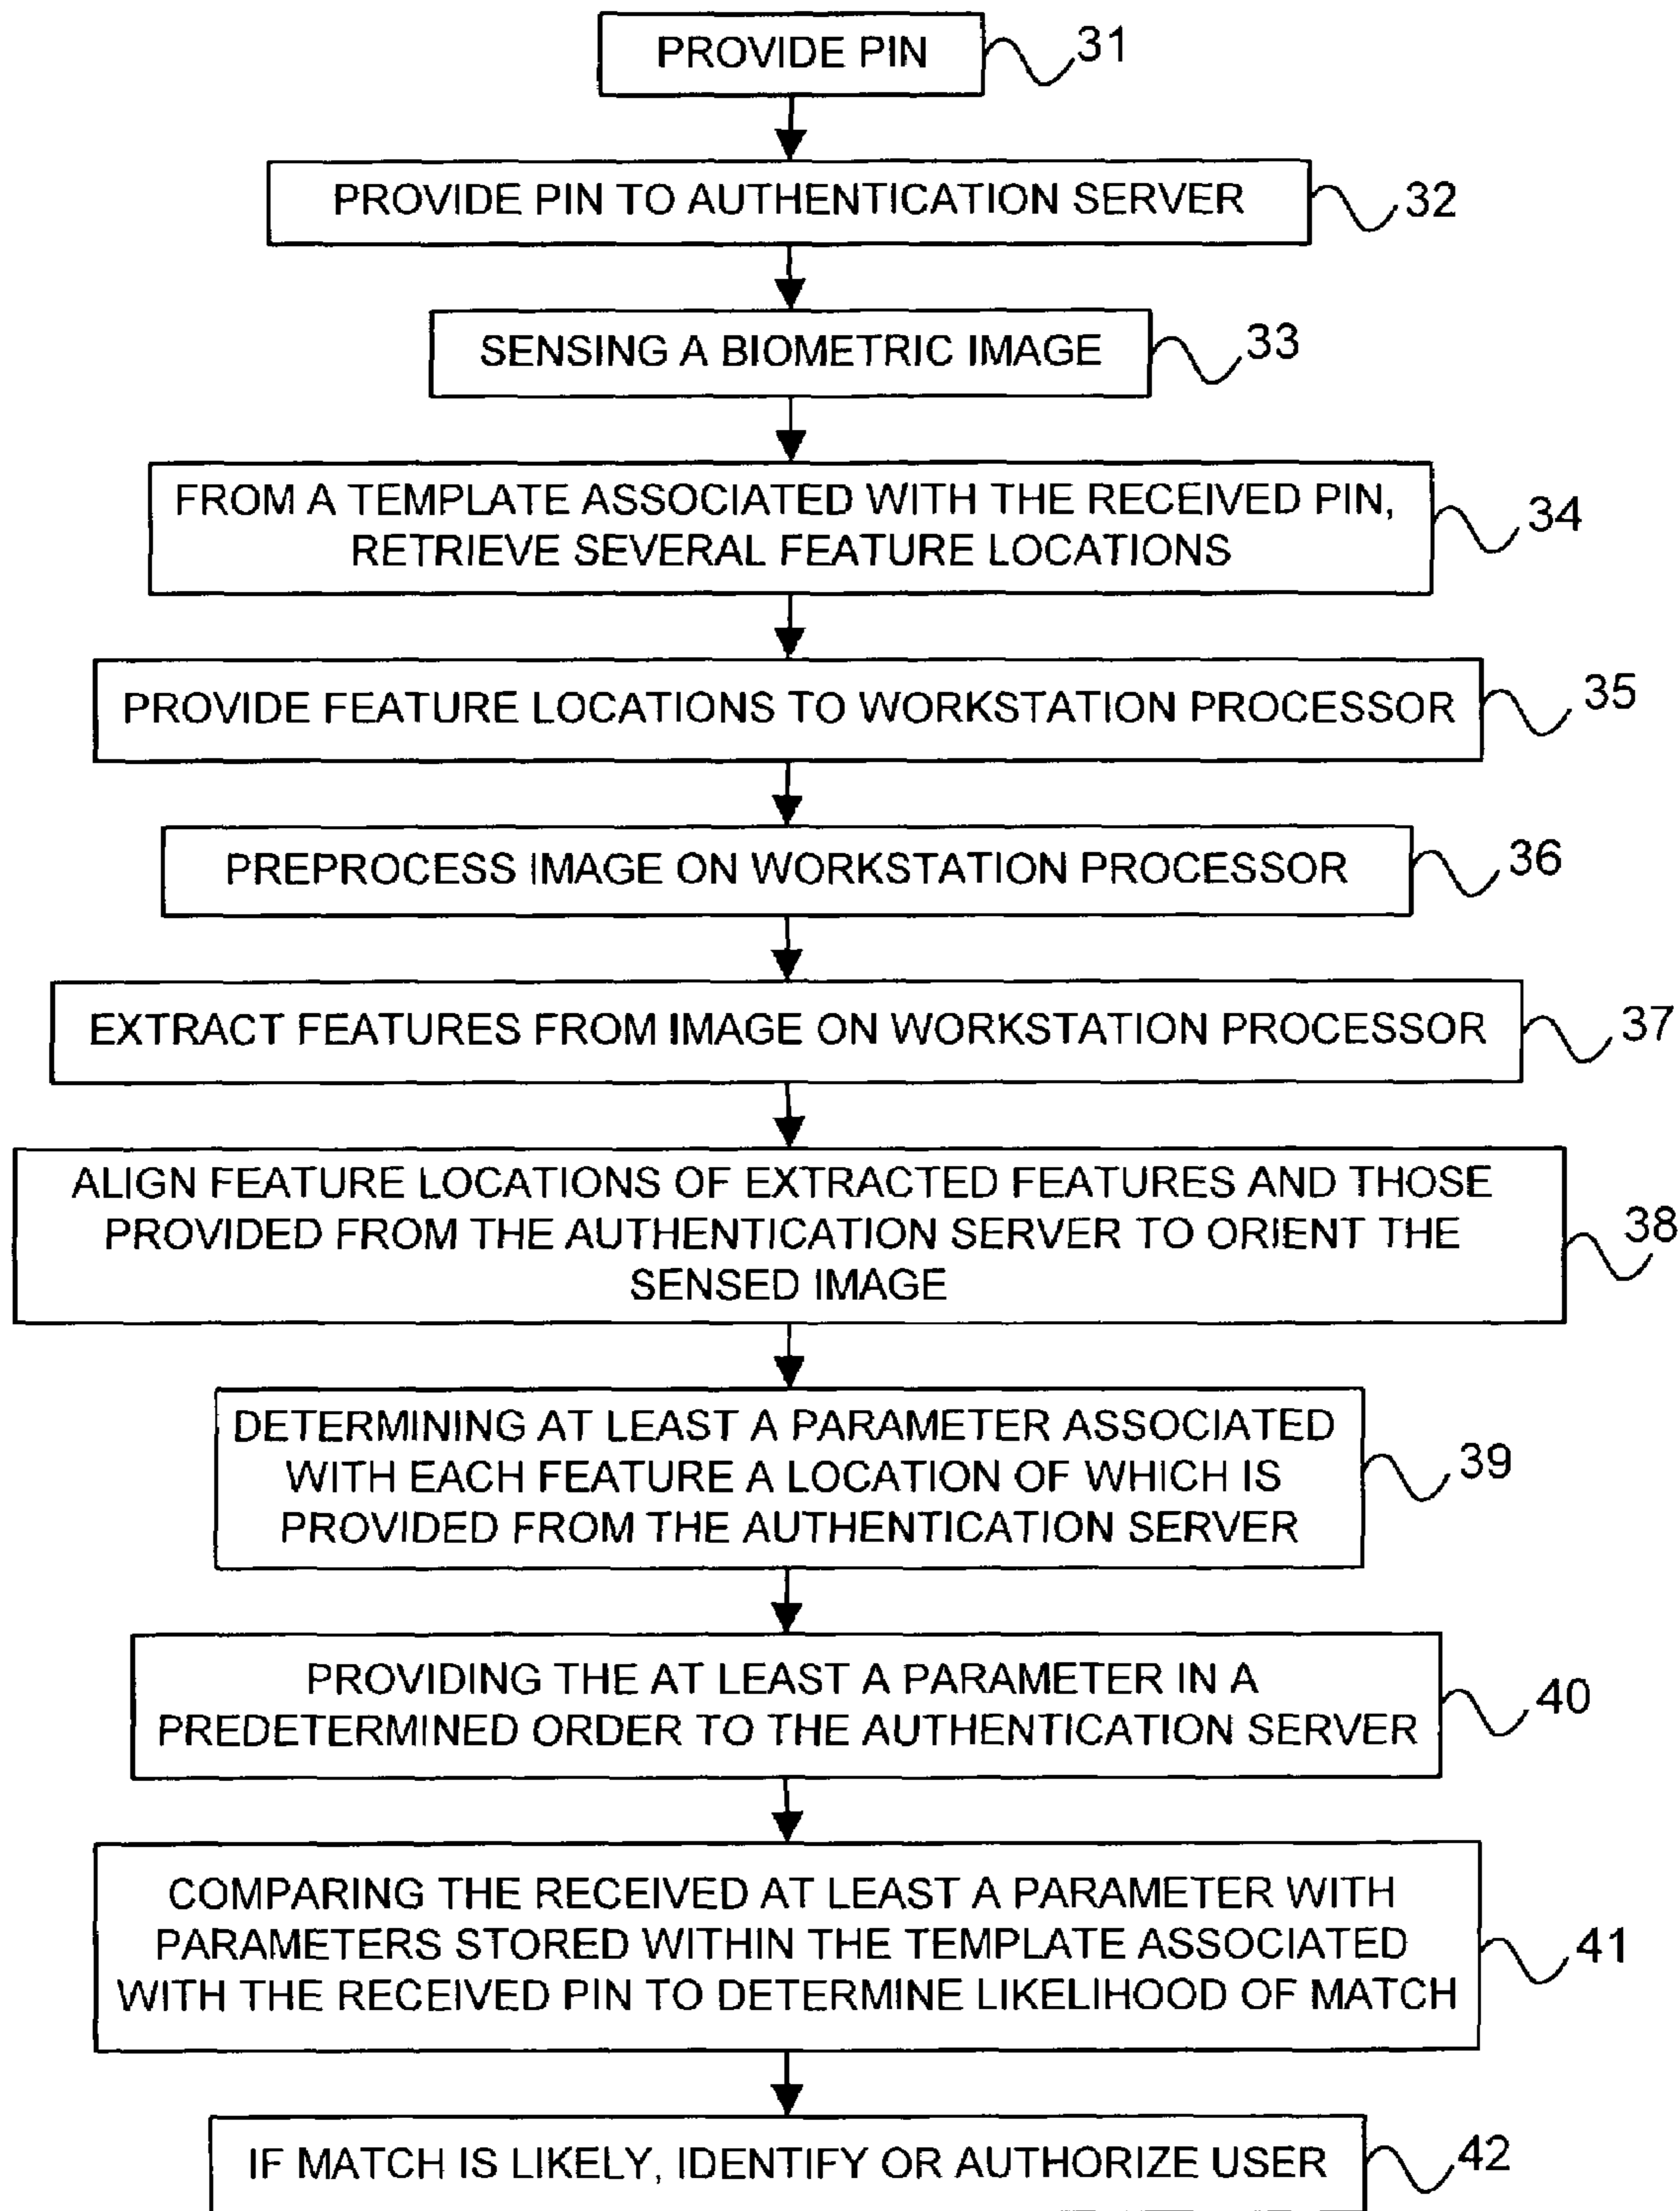 PROVIDE PIN
31
PROVIDE PIN TO AUTHENTICATION SERVER
32
SENSING A BIOMETRIC IMAGE
33
FROM A TEMPLATE ASSOCIATED WITH THE RECEIVED PIN,
RETRIEVE SEVERAL FEATURE LOCATIONS
34
PROVIDE FEATURE LOCATIONS TO WORKSTATION PROCESSOR
35
PREPROCESS IMAGE ON WORKSTATION PROCESSOR
36
EXTRACT FEATURES FROM IMAGE ON WORKSTATION PROCESSOR
37
ALIGN FEATURE LOCATIONS OF EXTRACTED FEATURES AND THOSE
PROVIDED FROM THE AUTHENTICATION SERVER TO ORIENT THE
SENSED IMAGE
38
DETERMINING AT LEAST A PARAMETER ASSOCIATED
WITH EACH FEATURE A LOCATION OF WHICH IS
PROVIDED FROM THE AUTHENTICATION SERVER
39
PROVIDING THE AT LEAST A PARAMETER IN A
PREDETERMINED ORDER TO THE AUTHENTICATION SERVER
40
COMPARING THE RECEIVED AT LEAST A PARAMETER WITH
PARAMETERS STORED WITHIN THE TEMPLATE ASSOCIATED
WITH THE RECEIVED PIN TO DETERMINE LIKELIHOOD OF MATCH
41
IF MATCH IS LIKELY, IDENTIFY OR AUTHORIZE USER
42